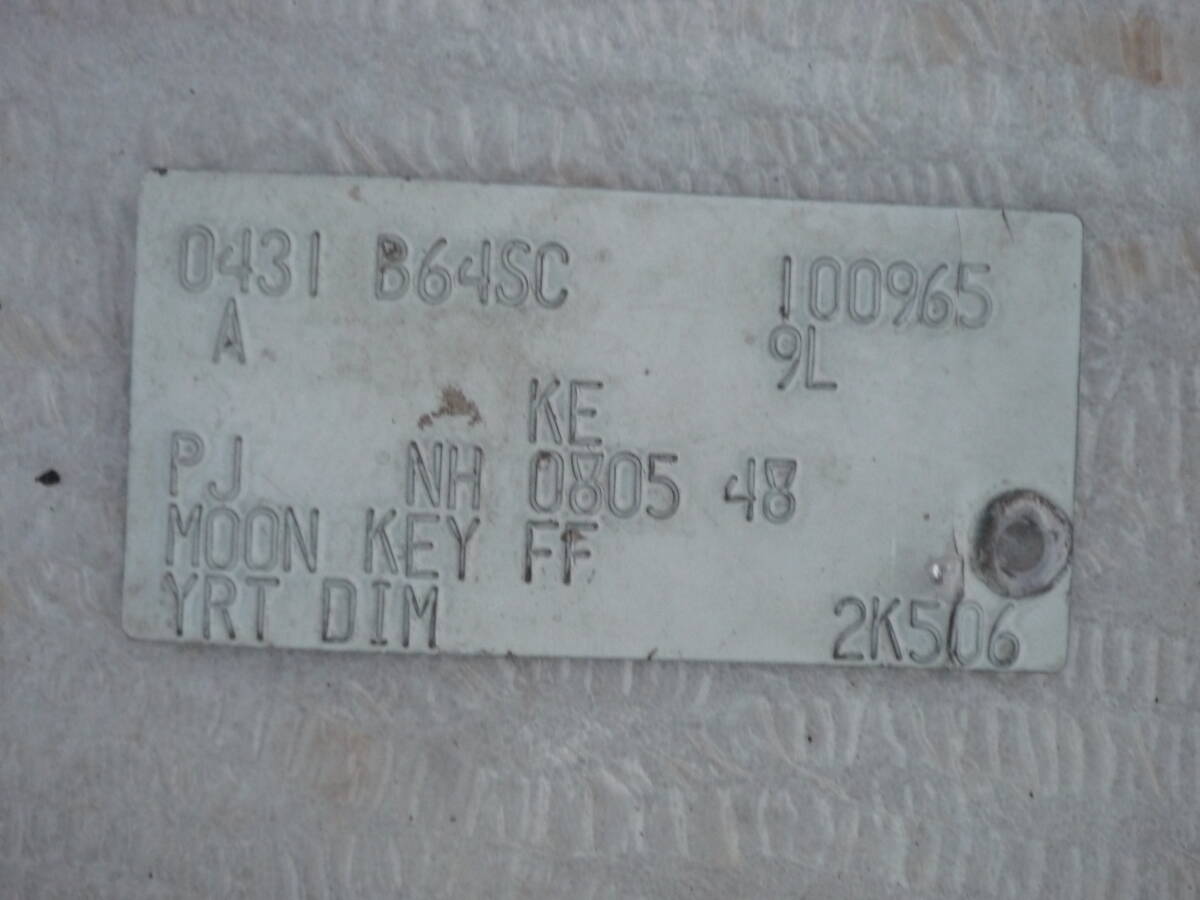 0431 B64SC 100965
A 9L
KE
PJ NH 0805 48
MOON KEY FF
YRT DIM 2K506